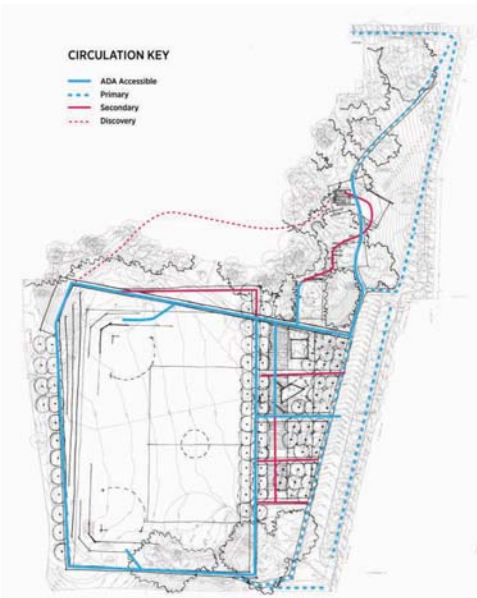 CIRCULATION KEY
ADA Accessible
Primary
Secondary
Discovery